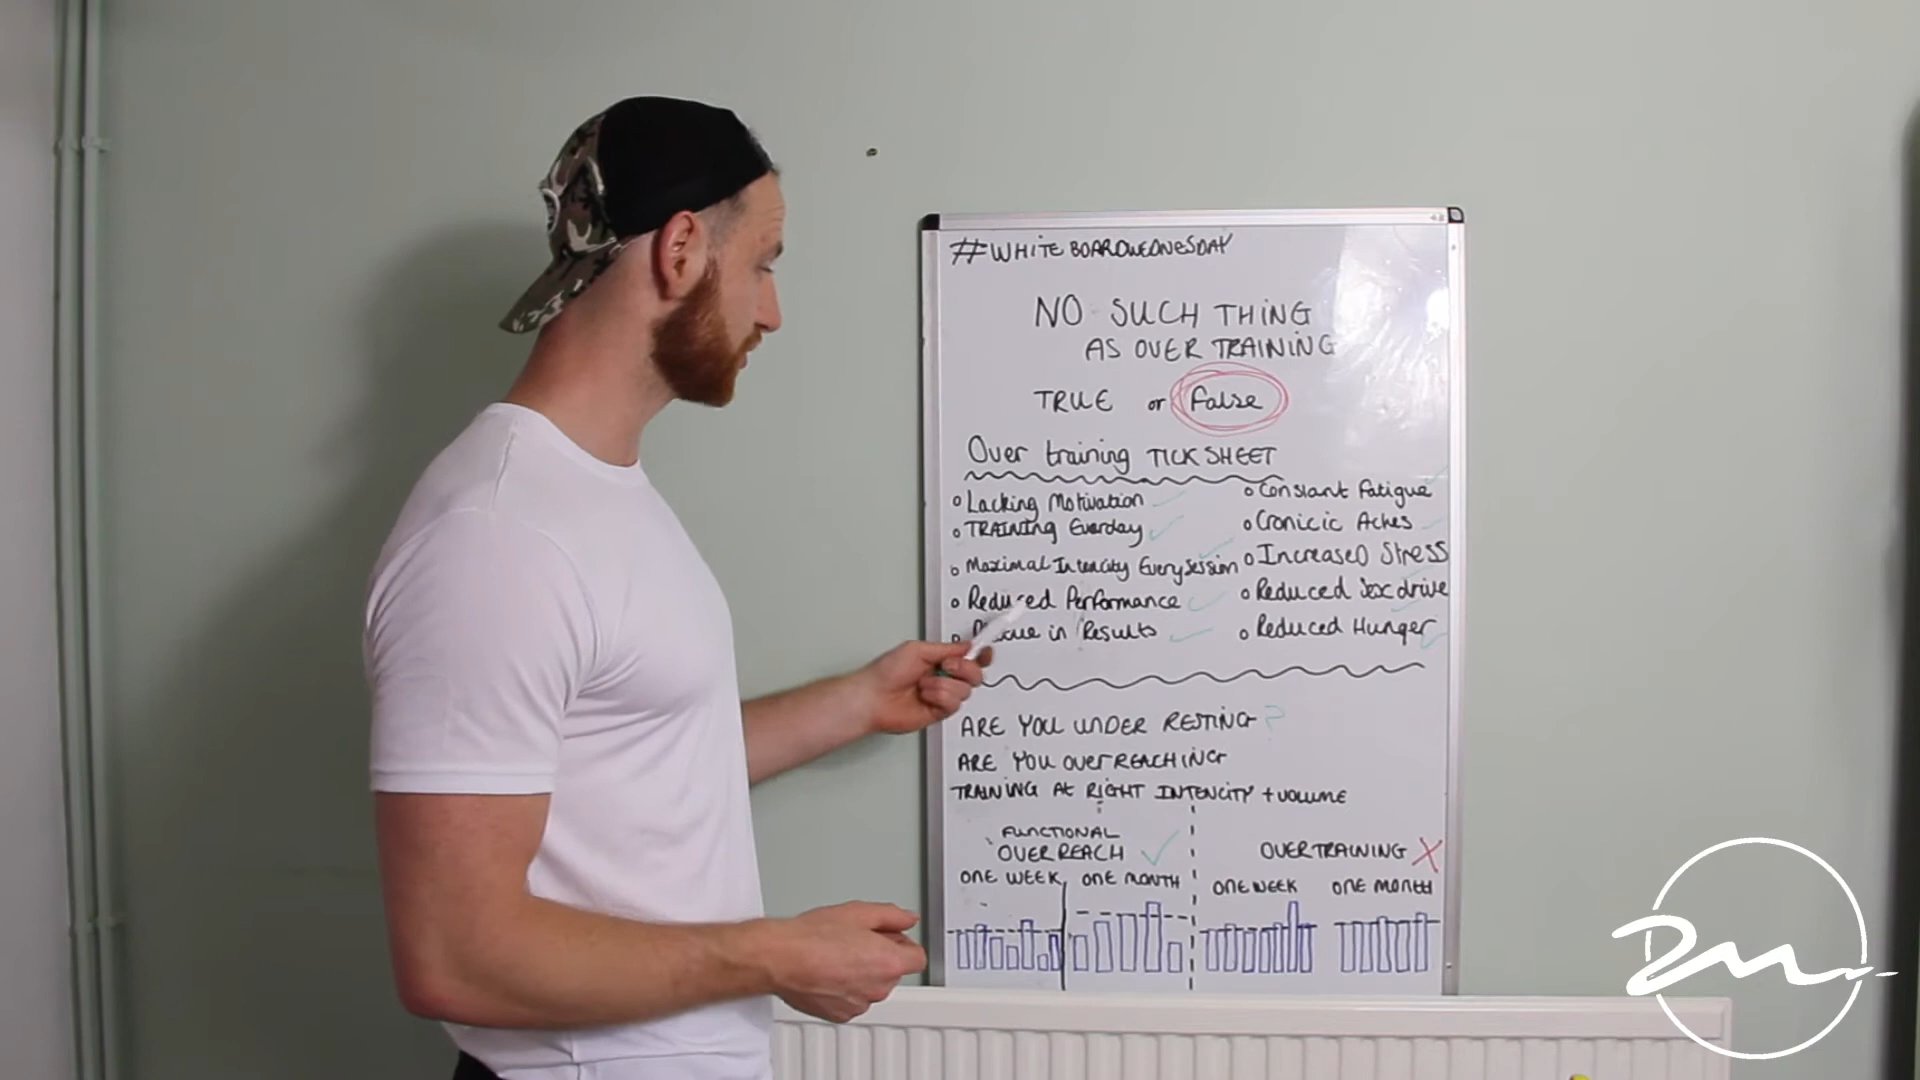 #WHITEBOARDWEDNESDAY
NO SUCH THING
AS OVER TRAINING
TRUE or False
Over training TICK SHEET
o Lacking Motivation
o TRAINING Everday
o Maximal Intencity Every session
o Reduced Performance
in Results
o Constant Fatigue
o Cronicic Aches
o Increased Stress
o Reduced Sex drive
o Reduced Hunger
ARE YOU UNDER RESTING?
ARE YOU OVERREACHING
TRAINING At RIGHT INTENCITY + VOLUME
FUNCTIONAL
OVER REACH
ONE WEEK
ONE MONTH
OVERTRAINING
ONE WEEK
ONE MONTH